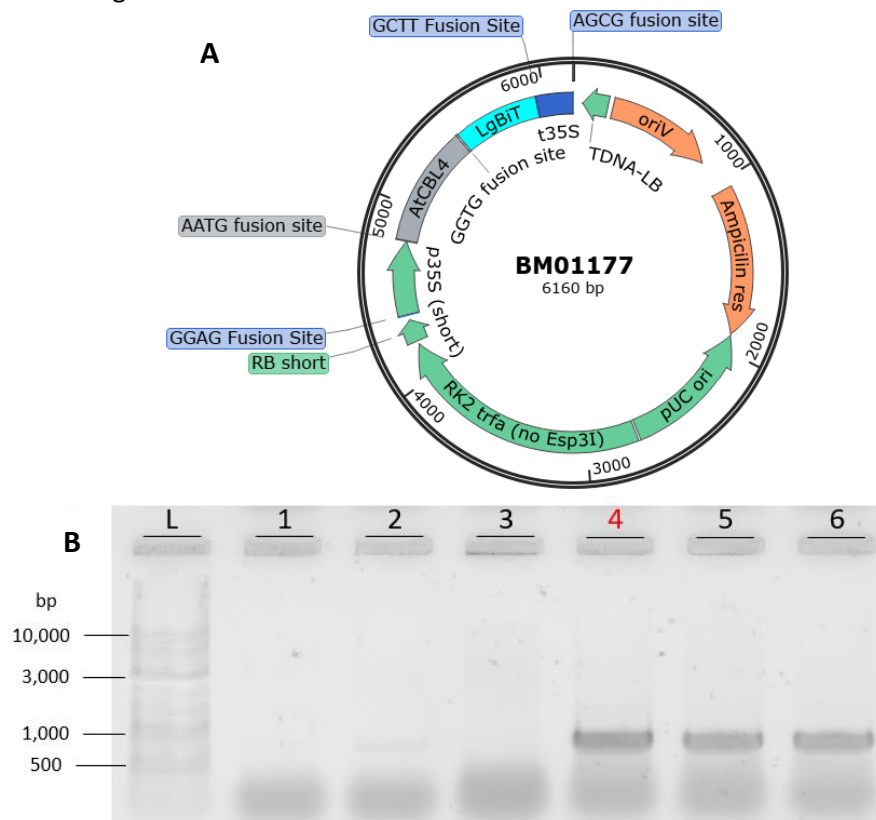 A
GCTT Fusion Site
AGCG fusion site
6000
LgBiT
t35S
oriV
TDNA-LB
1000
AtCBL4
GGTG fusion site
5000
AATG fusion site
Ampicilin res
BM01177
6160 bp
p35S (short)
GGAG Fusion Site
RB short
2000
4000
RK2 trfa (no Esp3I)
pUC ori
3000
B
L 1 2 3 4 5 6
bp
10,000
3,000
1,000
500